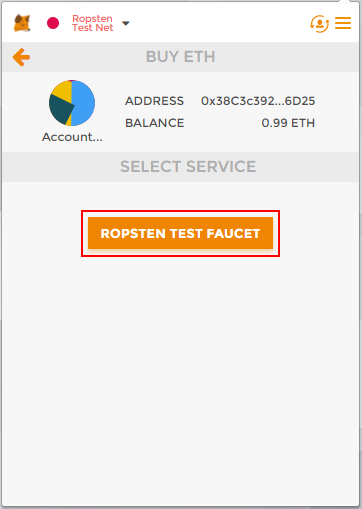 Ropsten
Test Net
BUY ETH
ADDRESS 0x38C3c392...6D25
BALANCE 0.99 ETH
Account...
SELECT SERVICE
ROPSTEN TEST FAUCET